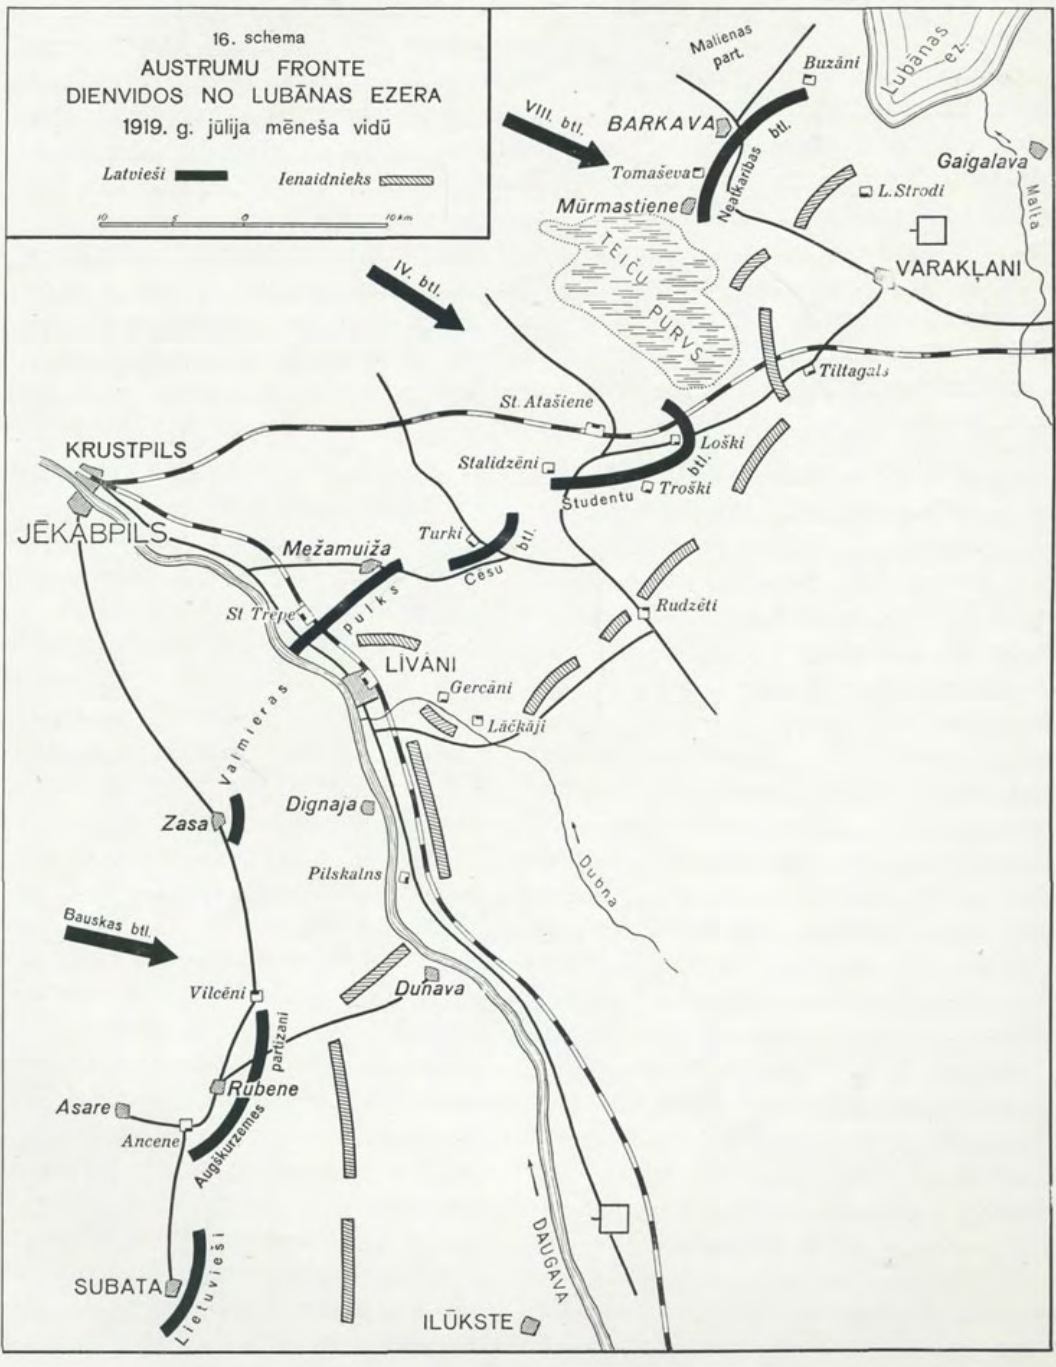 16. schema
AUSTRUMU FRONTE
DIENVIDOS NO LUBĀNAS EZERA
1919. g. jūlija mēneša vidū
Latvieši
Ienaidnieks
10 5 0 10 km
Malienas
part.
Buzāni
Lubānas
ez.
VIII. btl.
BARKAVA
Neatkarības btl.
Gaigalava
Tomaševa
L. Strodi
Malta
Mūrmastiene
TEIČU
PURVS
VARAKĻANI
IV. btl.
Tiltagals
St. Atašiene
KRUSTPILS
Loški
Stalidzēni
Studentu btl.
Troški
JĒKABPILS
Turki
Cēsu btl.
Mežamuiža
St Trepe
Valmieras pulks
Rudzēti
LĪVĀNI
Gercāni
Lāčkāji
Dignaja
Zasa
Pilskalns
Dubna
Bauskas btl.
Vilcēni
Dunava
Augškurzemes partizani
Rubene
Asare
Ancene
DAUGAVA
SUBATA
Lietuvieši
ILŪKSTE